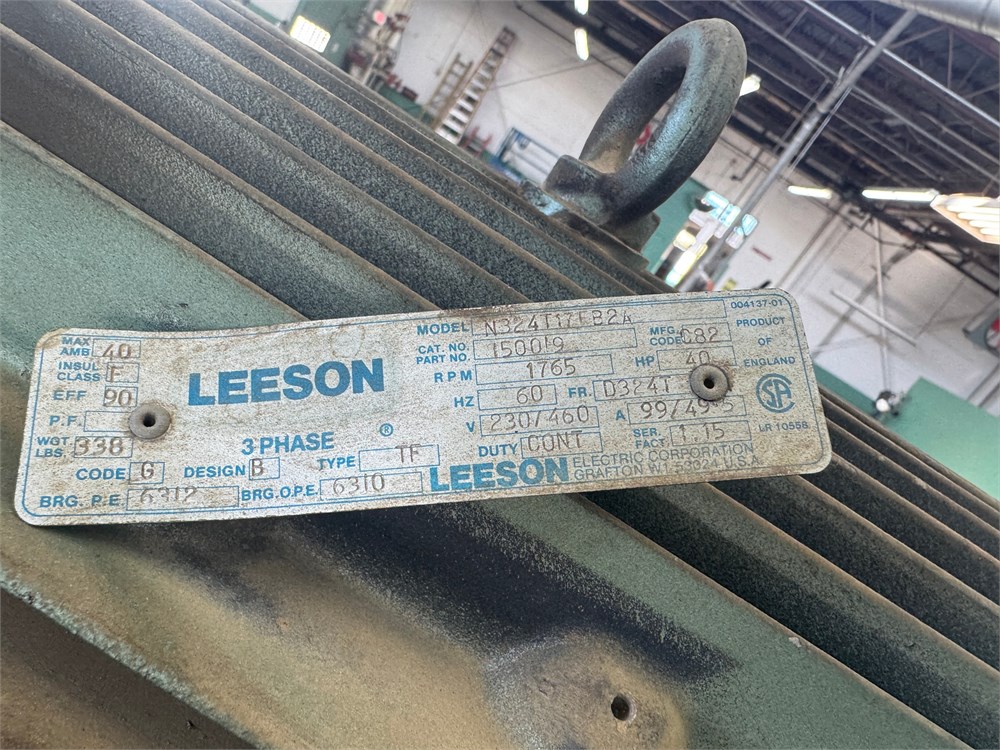 004137-01
MAX AMB 40
INSUL CLASS F
EFF 90
P.F.
WGT LBS 338
CODE G DESIGN B TYPE TF
BRG. P.E. 6312 BRG. O.P.E. 6310
LEESON ®
3 PHASE
MODEL
CAT. NO. PART NO. 150019 MFG. CODE C82
RPM 1765 HP 40
HZ 60 FR. D324T
V 230/460 A 99/49.5
DUTY CONT SER. FACT. 1.15
LEESON ELECTRIC CORPORATION
GRAFTON WI. 53024 U.S.A.
PRODUCT
OF
ENGLAND
SA
LR 10558